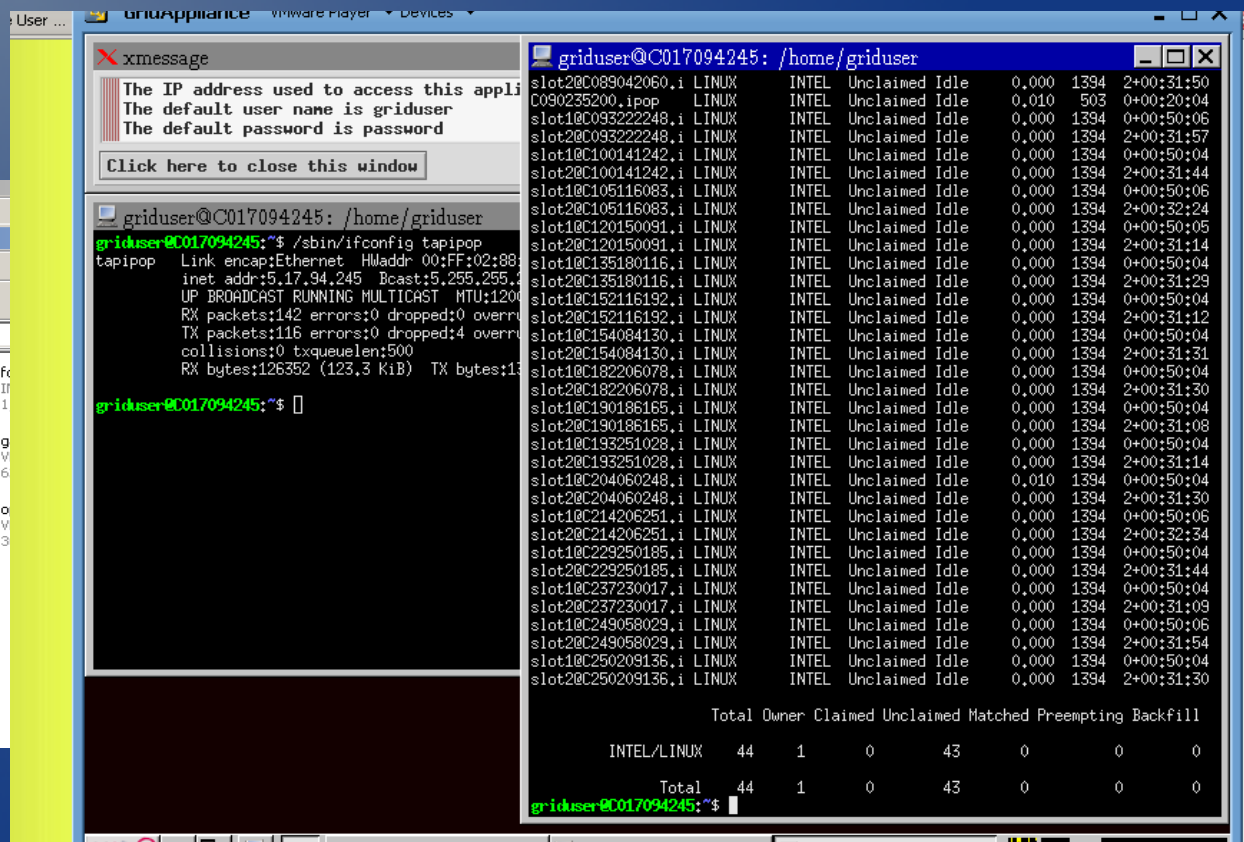 User ...
GridAppliance VMware Player Devices
xmessage
The IP address used to access this appli
The default user name is griduser
The default password is password
Click here to close this window
griduser@C017094245: /home/griduser
griduser@C017094245:~$ /sbin/ifconfig tapipop
tapipop Link encap:Ethernet HWaddr 00:FF:02:88:
inet addr:5.17.94.245 Bcast:5.255.255.2
UP BROADCAST RUNNING MULTICAST MTU:1200
RX packets:142 errors:0 dropped:0 overru
TX packets:116 errors:0 dropped:4 overru
collisions:0 txqueuelen:500
RX bytes:126352 (123.3 KiB) TX bytes:13
griduser@C017094245:~$
griduser@C017094245: /home/griduser
slot2@C089042060.i LINUX INTEL Unclaimed Idle 0.000 1394 2+00:31:50
C090235200.ipop LINUX INTEL Unclaimed Idle 0.010 503 0+00:20:04
slot1@C093222248.i LINUX INTEL Unclaimed Idle 0.000 1394 0+00:50:06
slot2@C093222248.i LINUX INTEL Unclaimed Idle 0.000 1394 2+00:31:57
slot1@C100141242.i LINUX INTEL Unclaimed Idle 0.000 1394 0+00:50:04
slot2@C100141242.i LINUX INTEL Unclaimed Idle 0.000 1394 2+00:31:44
slot1@C105116083.i LINUX INTEL Unclaimed Idle 0.000 1394 0+00:50:06
slot2@C105116083.i LINUX INTEL Unclaimed Idle 0.000 1394 2+00:32:24
slot1@C120150091.i LINUX INTEL Unclaimed Idle 0.000 1394 0+00:50:05
slot2@C120150091.i LINUX INTEL Unclaimed Idle 0.000 1394 2+00:31:14
slot1@C135180116.i LINUX INTEL Unclaimed Idle 0.000 1394 0+00:50:04
slot2@C135180116.i LINUX INTEL Unclaimed Idle 0.000 1394 2+00:31:29
slot1@C152116192.i LINUX INTEL Unclaimed Idle 0.000 1394 0+00:50:04
slot2@C152116192.i LINUX INTEL Unclaimed Idle 0.000 1394 2+00:31:12
slot1@C154084130.i LINUX INTEL Unclaimed Idle 0.000 1394 0+00:50:04
slot2@C154084130.i LINUX INTEL Unclaimed Idle 0.000 1394 2+00:31:31
slot1@C182206078.i LINUX INTEL Unclaimed Idle 0.000 1394 0+00:50:04
slot2@C182206078.i LINUX INTEL Unclaimed Idle 0.000 1394 2+00:31:30
slot1@C190186165.i LINUX INTEL Unclaimed Idle 0.000 1394 0+00:50:04
slot2@C190186165.i LINUX INTEL Unclaimed Idle 0.000 1394 2+00:31:08
slot1@C193251028.i LINUX INTEL Unclaimed Idle 0.000 1394 0+00:50:04
slot2@C193251028.i LINUX INTEL Unclaimed Idle 0.000 1394 2+00:31:14
slot1@C204060248.i LINUX INTEL Unclaimed Idle 0.010 1394 0+00:50:04
slot2@C204060248.i LINUX INTEL Unclaimed Idle 0.000 1394 2+00:31:30
slot1@C214206251.i LINUX INTEL Unclaimed Idle 0.000 1394 0+00:50:06
slot2@C214206251.i LINUX INTEL Unclaimed Idle 0.000 1394 2+00:32:34
slot1@C229250185.i LINUX INTEL Unclaimed Idle 0.000 1394 0+00:50:04
slot2@C229250185.i LINUX INTEL Unclaimed Idle 0.000 1394 2+00:31:44
slot1@C237230017.i LINUX INTEL Unclaimed Idle 0.000 1394 0+00:50:04
slot2@C237230017.i LINUX INTEL Unclaimed Idle 0.000 1394 2+00:31:09
slot1@C249058029.i LINUX INTEL Unclaimed Idle 0.000 1394 0+00:50:06
slot2@C249058029.i LINUX INTEL Unclaimed Idle 0.000 1394 2+00:31:54
slot1@C250209136.i LINUX INTEL Unclaimed Idle 0.000 1394 0+00:50:04
slot2@C250209136.i LINUX INTEL Unclaimed Idle 0.000 1394 2+00:31:30
Total Owner Claimed Unclaimed Matched Preempting Backfill
INTEL/LINUX 44 1 0 43 0 0 0
Total 44 1 0 43 0 0 0
griduser@C017094245:~$